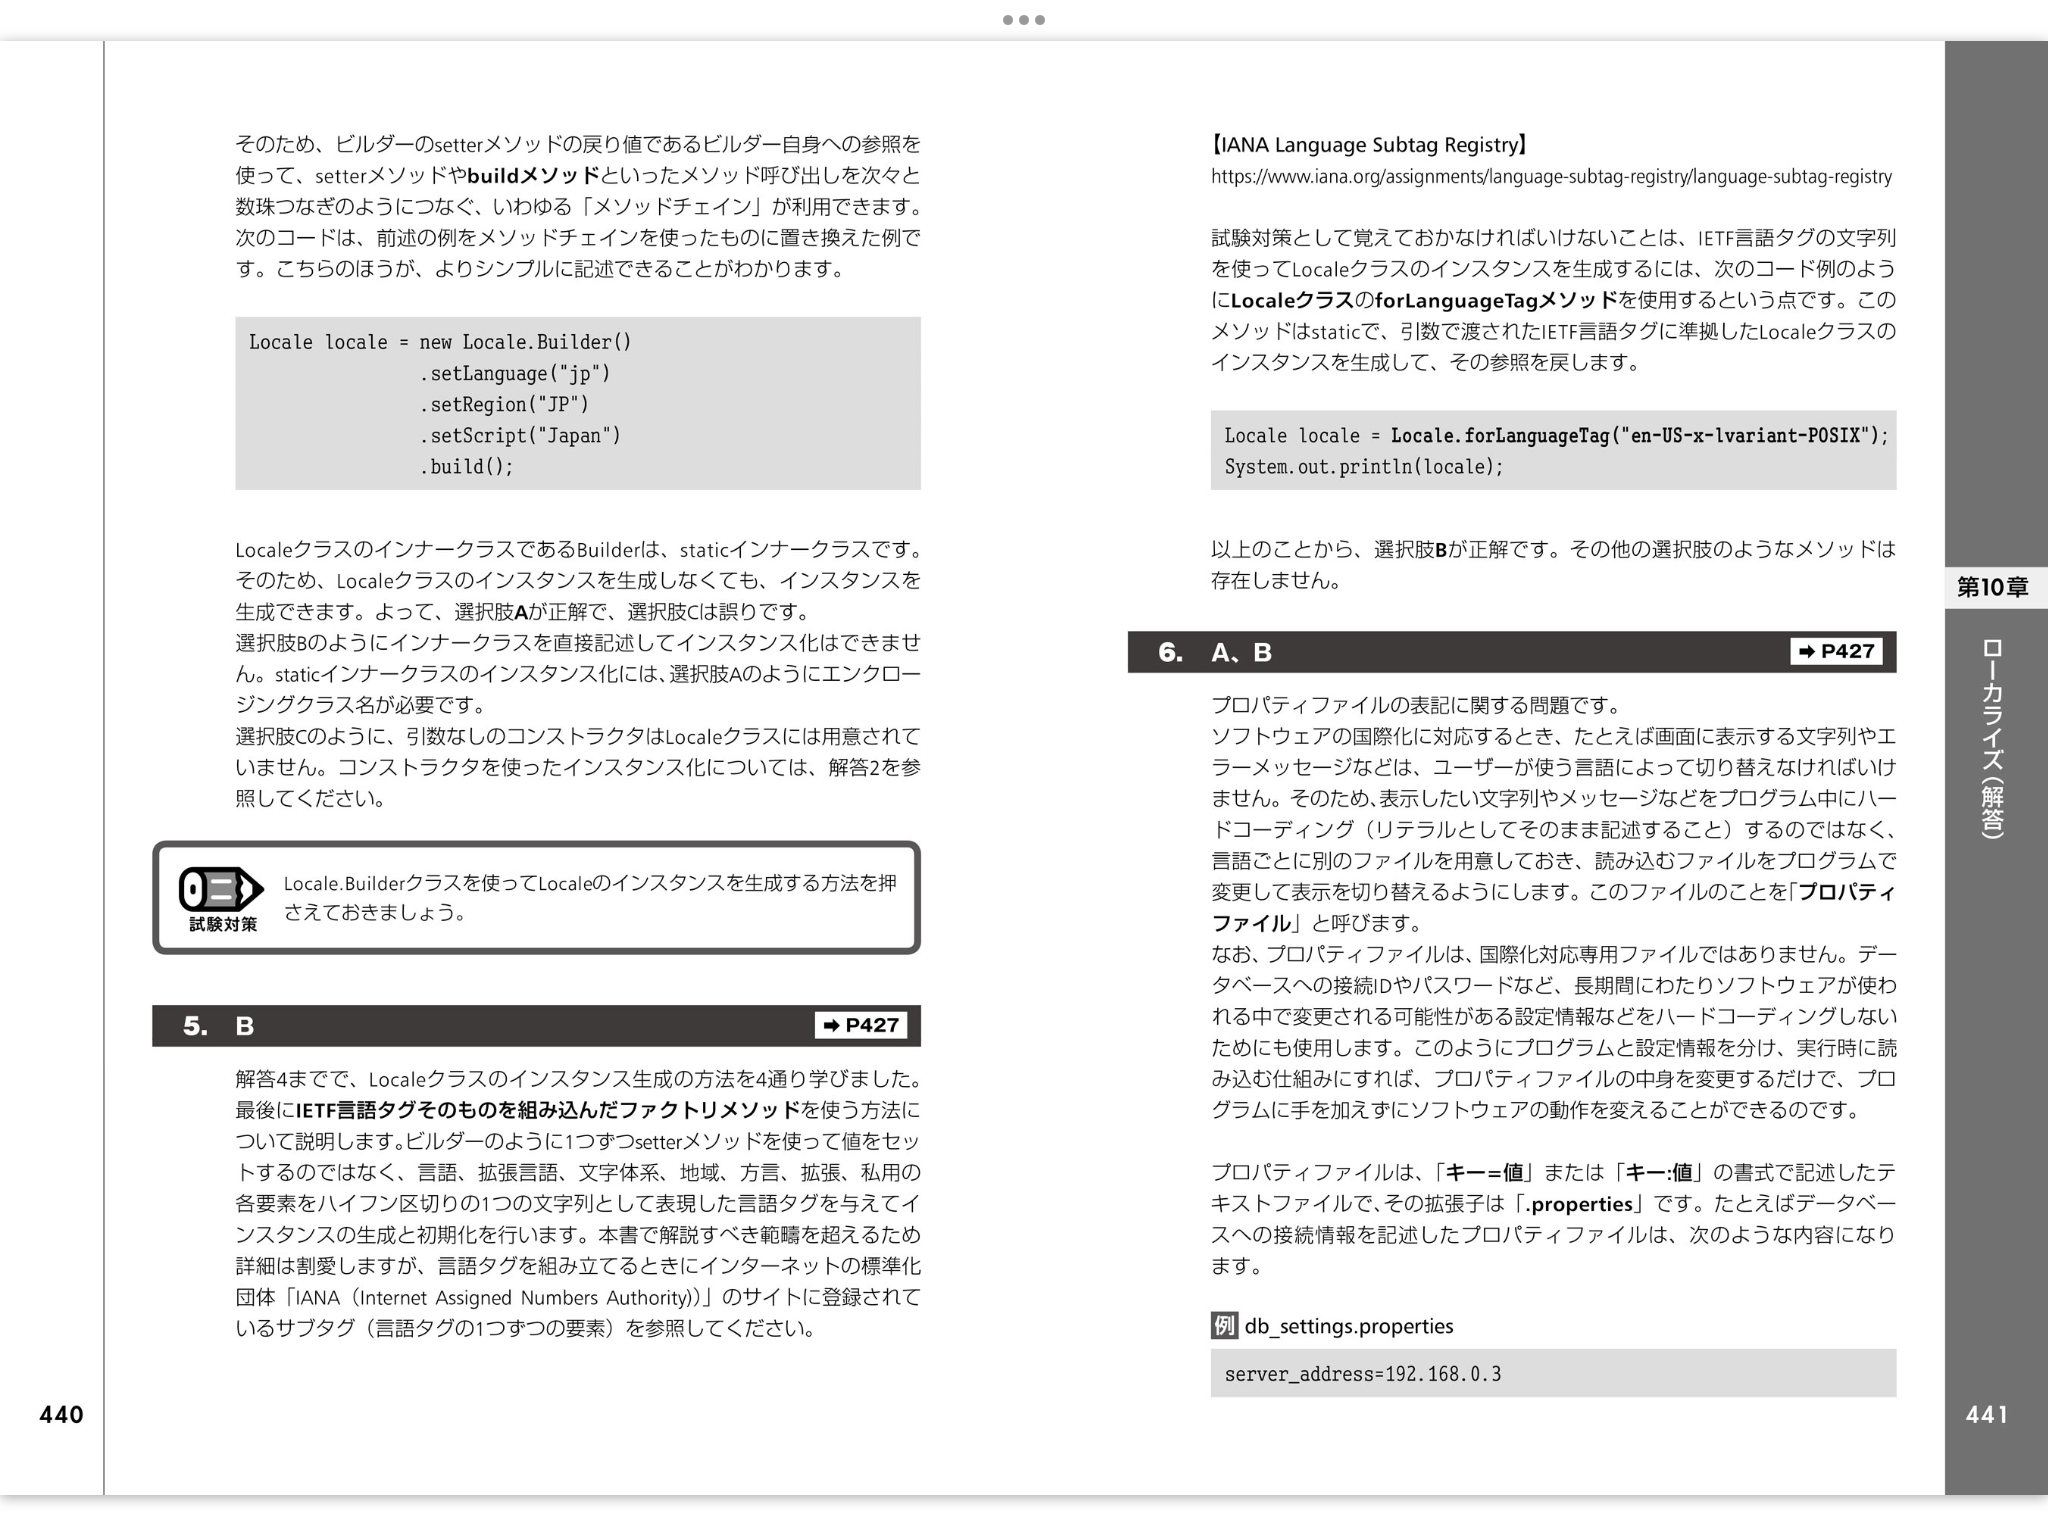 そのため、ビルダーのsetterメソッドの戻り値であるビルダー自身への参照を
使って、setterメソッドやbuildメソッドといったメソッド呼び出しを次々と
数珠つなぎのようにつなぐ、いわゆる「メソッドチェイン」が利用できます。
次のコードは、前述の例をメソッドチェインを使ったものに置き換えた例で
す。こちらのほうが、よりシンプルに記述できることがわかります。
Locale locale = new Locale.Builder()
.setLanguage("jp")
.setRegion("JP")
.setScript("Japan")
.build();
LocaleクラスのインナークラスであるBuilderは、staticインナークラスです。
そのため、Localeクラスのインスタンスを生成しなくても、インスタンスを
生成できます。よって、選択肢Aが正解で、選択肢Cは誤りです。
選択肢Bのようにインナークラスを直接記述してインスタンス化はできませ
ん。staticインナークラスのインスタンス化には、選択肢Aのようにエンクロー
ジングクラス名が必要です。
選択肢Cのように、引数なしのコンストラクタはLocaleクラスには用意されて
いません。コンストラクタを使ったインスタンス化については、解答2を参
照してください。
試験対策
Locale.Builderクラスを使ってLocaleのインスタンスを生成する方法を押
さえておきましょう。
5. B ➡ P427
解答4までで、Localeクラスのインスタンス生成の方法を4通り学びました。
最後にIETF言語タグそのものを組み込んだファクトリメソッドを使う方法に
ついて説明します。ビルダーのように1つずつsetterメソッドを使って値をセッ
トするのではなく、言語、拡張言語、文字体系、地域、方言、拡張、私用の
各要素をハイフン区切りの1つの文字列として表現した言語タグを与えてイ
ンスタンスの生成と初期化を行います。本書で解説すべき範疇を超えるため
詳細は割愛しますが、言語タグを組み立てるときにインターネットの標準化
団体「IANA（Internet Assigned Numbers Authority)）」のサイトに登録されて
いるサブタグ（言語タグの1つずつの要素）を参照してください。
440
【IANA Language Subtag Registry】
https://www.iana.org/assignments/language-subtag-registry/language-subtag-registry
試験対策として覚えておかなければいけないことは、IETF言語タグの文字列
を使ってLocaleクラスのインスタンスを生成するには、次のコード例のよう
にLocaleクラスのforLanguageTagメソッドを使用するという点です。この
メソッドはstaticで、引数で渡されたIETF言語タグに準拠したLocaleクラスの
インスタンスを生成して、その参照を戻します。
Locale locale = Locale.forLanguageTag("en-US-x-lvariant-POSIX");
System.out.println(locale);
以上のことから、選択肢Bが正解です。その他の選択肢のようなメソッドは
存在しません。
6. A、B ➡ P427
プロパティファイルの表記に関する問題です。
ソフトウェアの国際化に対応するとき、たとえば画面に表示する文字列やエ
ラーメッセージなどは、ユーザーが使う言語によって切り替えなければいけ
ません。そのため、表示したい文字列やメッセージなどをプログラム中にハー
ドコーディング（リテラルとしてそのまま記述すること）するのではなく、
言語ごとに別のファイルを用意しておき、読み込むファイルをプログラムで
変更して表示を切り替えるようにします。このファイルのことを「プロパティ
ファイル」と呼びます。
なお、プロパティファイルは、国際化対応専用ファイルではありません。デー
タベースへの接続IDやパスワードなど、長期間にわたりソフトウェアが使わ
れる中で変更される可能性がある設定情報などをハードコーディングしない
ためにも使用します。このようにプログラムと設定情報を分け、実行時に読
み込む仕組みにすれば、プロパティファイルの中身を変更するだけで、プロ
グラムに手を加えずにソフトウェアの動作を変えることができるのです。
プロパティファイルは、「キー=値」または「キー:値」の書式で記述したテ
キストファイルで、その拡張子は「.properties」です。たとえばデータベー
スへの接続情報を記述したプロパティファイルは、次のような内容になり
ます。
例 db_settings.properties
server_address=192.168.0.3
第10章
ローカライズ（解答）
441